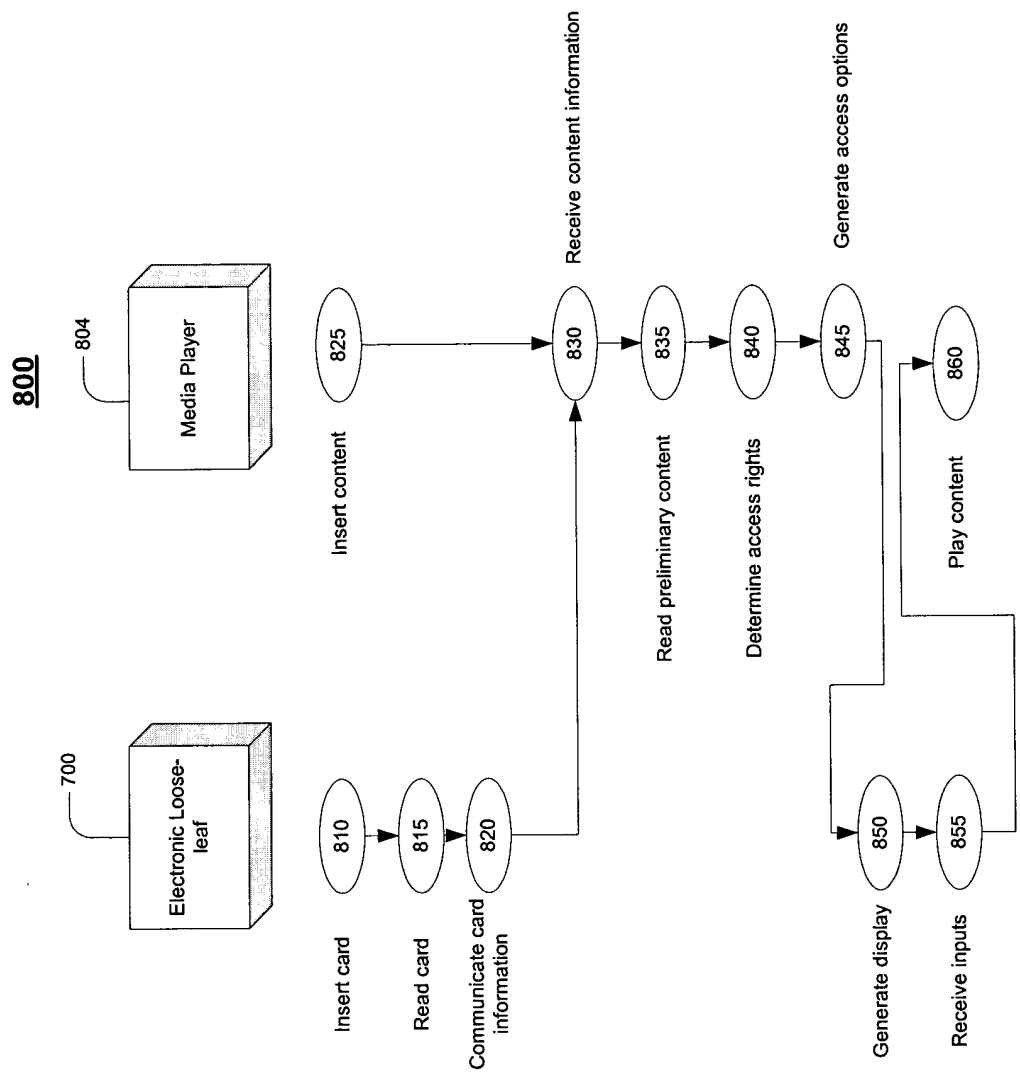 800
700
Electronic Loose-
leaf
804
Media Player
Insert card
810
Read card
815
Communicate card
information
820
Insert content
825
830
Receive content information
Read preliminary content
835
Determine access rights
840
845
Generate access options
Generate display
850
Receive inputs
855
Play content
860